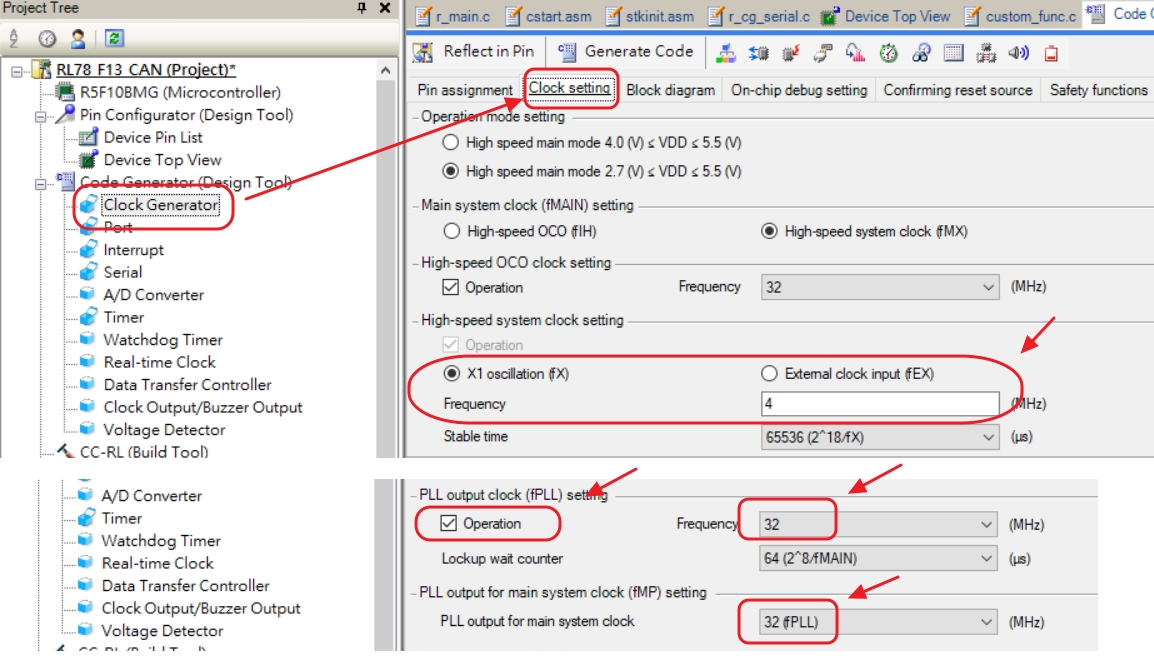 Project Tree
RL78_F13_CAN (Project)*
R5F10BMG (Microcontroller)
Pin Configurator (Design Tool)
Device Pin List
Device Top View
Code Generator (Design Tool)
Clock Generator
Port
Interrupt
Serial
A/D Converter
Timer
Watchdog Timer
Real-time Clock
Data Transfer Controller
Clock Output/Buzzer Output
Voltage Detector
CC-RL (Build Tool)
r_main.c cstart.asm stkinit.asm r_cg_serial.c Device Top View custom_func.c Code
Reflect in Pin Generate Code
Pin assignment Clock setting Block diagram On-chip debug setting Confirming reset source Safety functions
Operation mode setting
High speed main mode 4.0 (V) ≤ VDD ≤ 5.5 (V)
High speed main mode 2.7 (V) ≤ VDD ≤ 5.5 (V)
Main system clock (fMAIN) setting
High-speed OCO (fIH) High-speed system clock (fMX)
High-speed OCO clock setting
Operation Frequency 32 (MHz)
High-speed system clock setting
Operation
X1 oscillation (fX) External clock input (fEX)
Frequency 4 (MHz)
Stable time 65536 (2^18/fX) (μs)
A/D Converter
Timer
Watchdog Timer
Real-time Clock
Data Transfer Controller
Clock Output/Buzzer Output
Voltage Detector
CC-RL (Build Tool)
PLL output clock (fPLL) setting
Operation Frequency 32 (MHz)
Lockup wait counter 64 (2^8/fMAIN) (μs)
PLL output for main system clock (fMP) setting
PLL output for main system clock 32 (fPLL) (MHz)